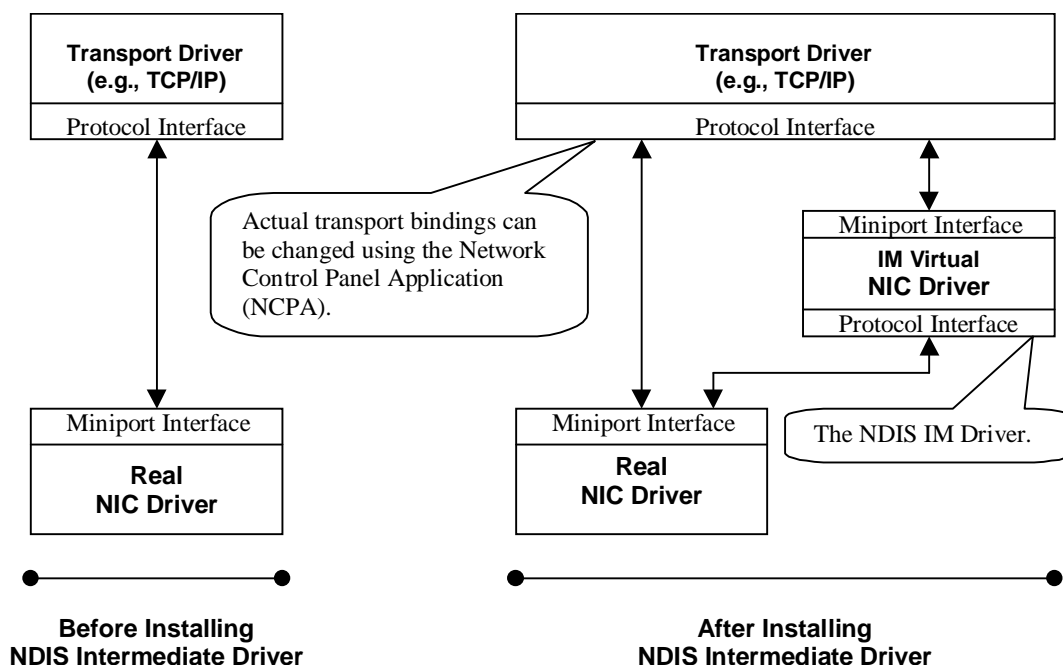 Transport Driver
(e.g., TCP/IP)
Protocol Interface
Miniport Interface
Real
NIC Driver
Before Installing
NDIS Intermediate Driver
Transport Driver
(e.g., TCP/IP)
Protocol Interface
Actual transport bindings can
be changed using the Network
Control Panel Application
(NCPA).
Miniport Interface
IM Virtual
NIC Driver
Protocol Interface
The NDIS IM Driver.
Miniport Interface
Real
NIC Driver
After Installing
NDIS Intermediate Driver